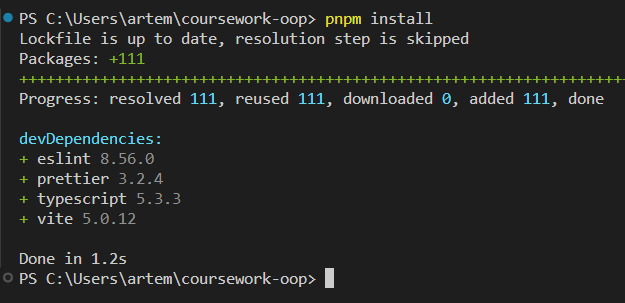 PS C:\Users\artem\coursework-oop> pnpm install
Lockfile is up to date, resolution step is skipped
Packages: +111
++++++++++++++++++++++++++++++++++++++++++++++++++++++++++++++++++++++++++
Progress: resolved 111, reused 111, downloaded 0, added 111, done
devDependencies:
+ eslint 8.56.0
+ prettier 3.2.4
+ typescript 5.3.3
+ vite 5.0.12
Done in 1.2s
PS C:\Users\artem\coursework-oop>